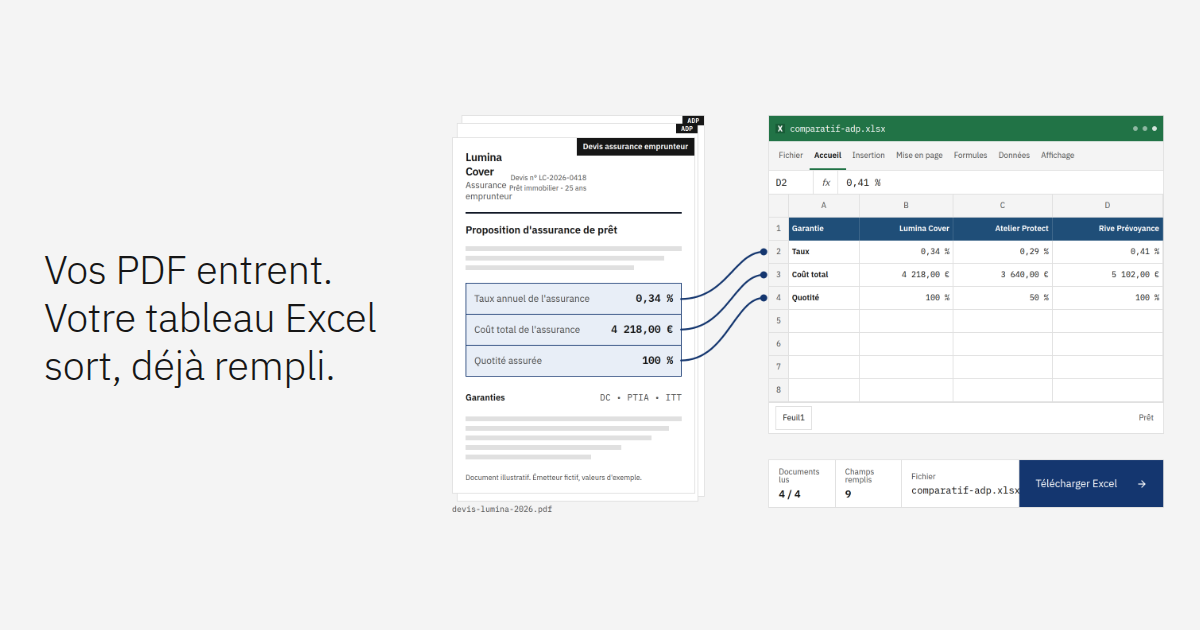 Vos PDF entrent.
Votre tableau Excel
sort, déjà rempli.
ADP
ADP
Devis assurance emprunteur
Lumina
Cover
Assurance
emprunteur
Devis n° LC-2026-0418
Prêt immobilier - 25 ans
Proposition d'assurance de prêt
Taux annuel de l'assurance 0,34 %
Coût total de l'assurance 4 218,00 €
Quotité assurée 100 %
Garanties DC • PTIA • ITT
Document illustratif. Émetteur fictif, valeurs d'exemple.
devis-lumina-2026.pdf
X comparatif-adp.xlsx
Fichier Accueil Insertion Mise en page Formules Données Affichage
D2 fx 0,41 %
A B C D
1 Garantie Lumina Cover Atelier Protect Rive Prévoyance
2 Taux 0,34 % 0,29 % 0,41 %
3 Coût total 4 218,00 € 3 640,00 € 5 102,00 €
4 Quotité 100 % 50 % 100 %
5
6
7
8
Feuil1 Prêt
Documents
lus
4 / 4
Champs
remplis
9
Fichier
comparatif-adp.xlsx
Télécharger Excel →